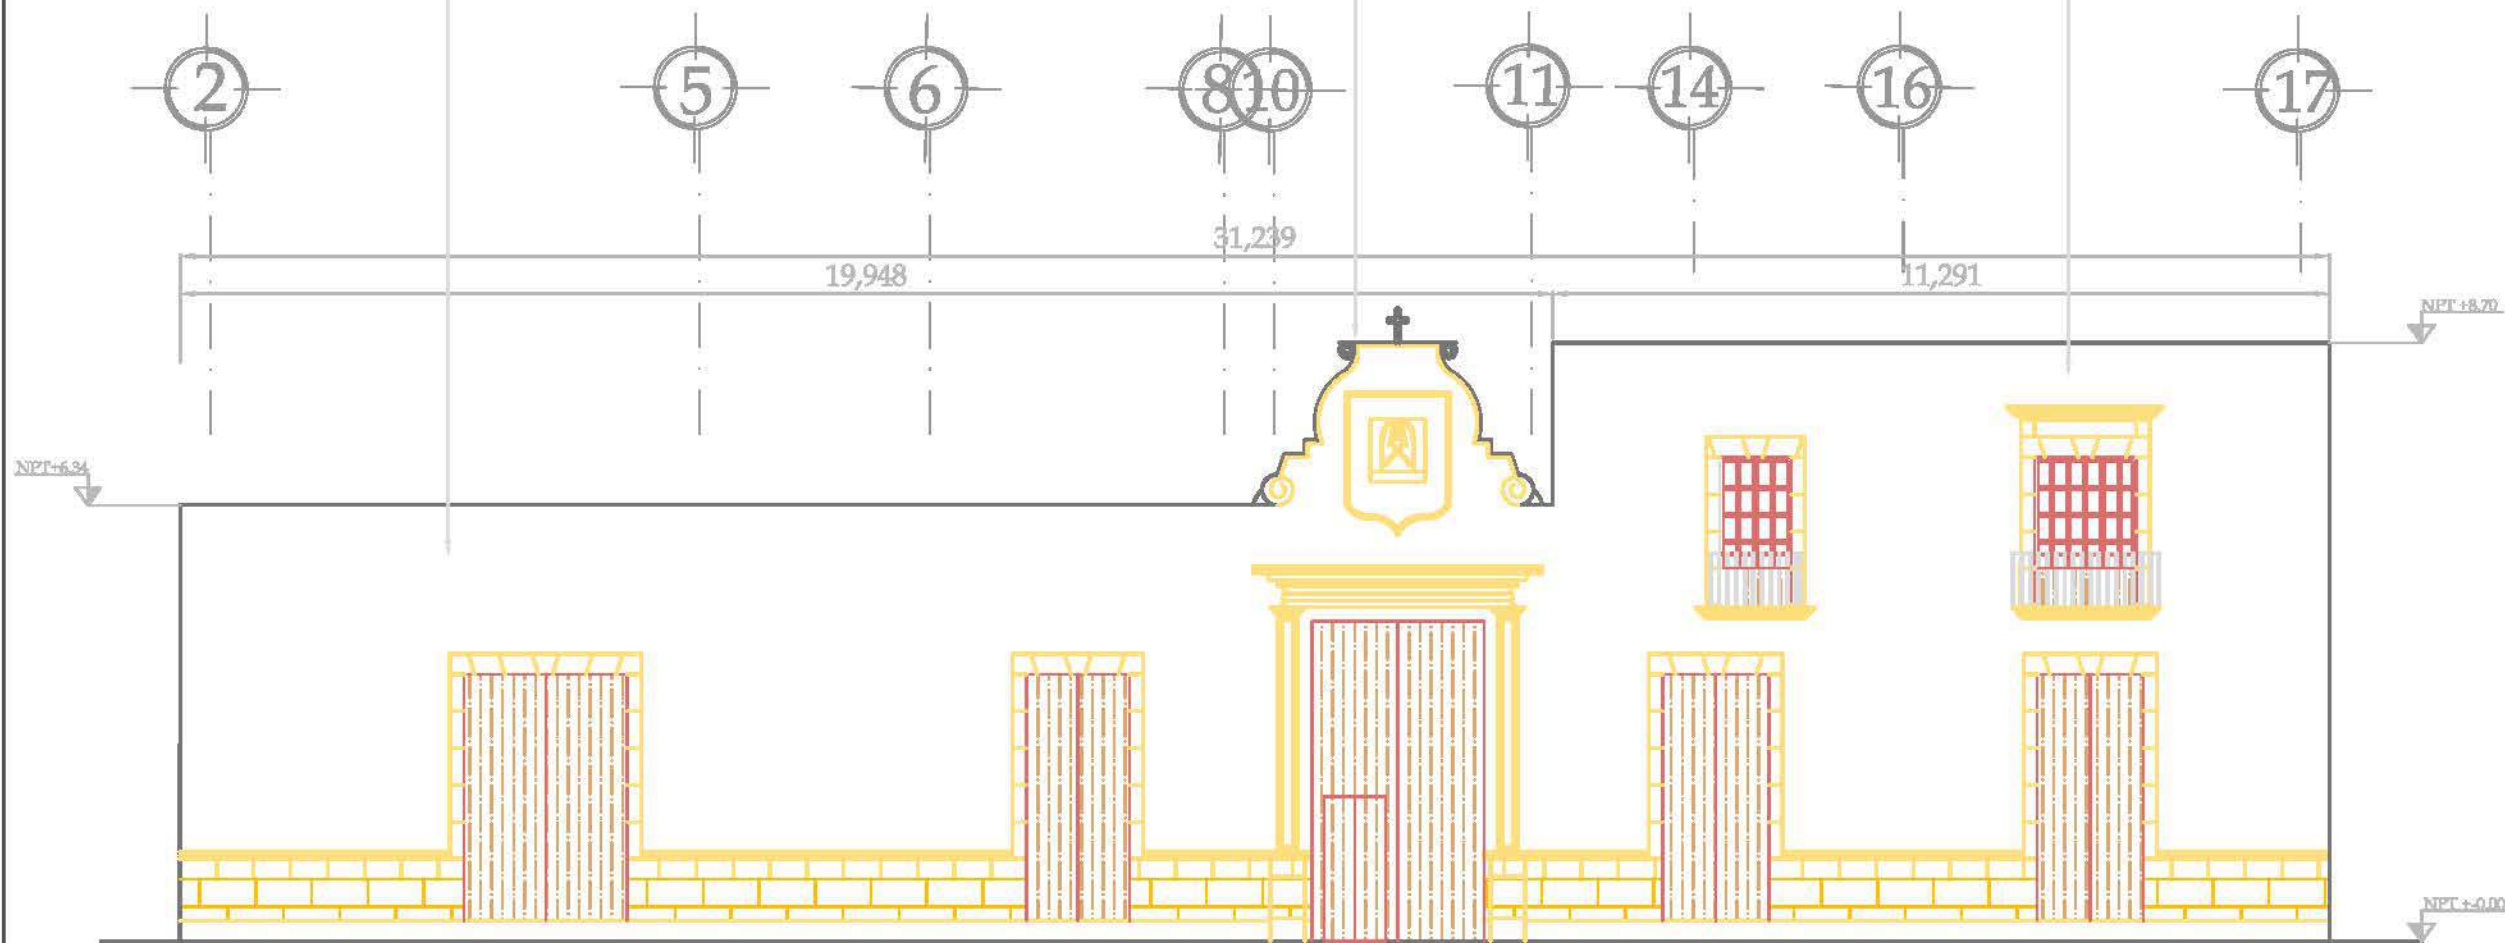 2 5 6 8 10 11 14 16 17
31,239
19,948 11,291
NPT +8.70
NPT+6.34
NPT +-0.00